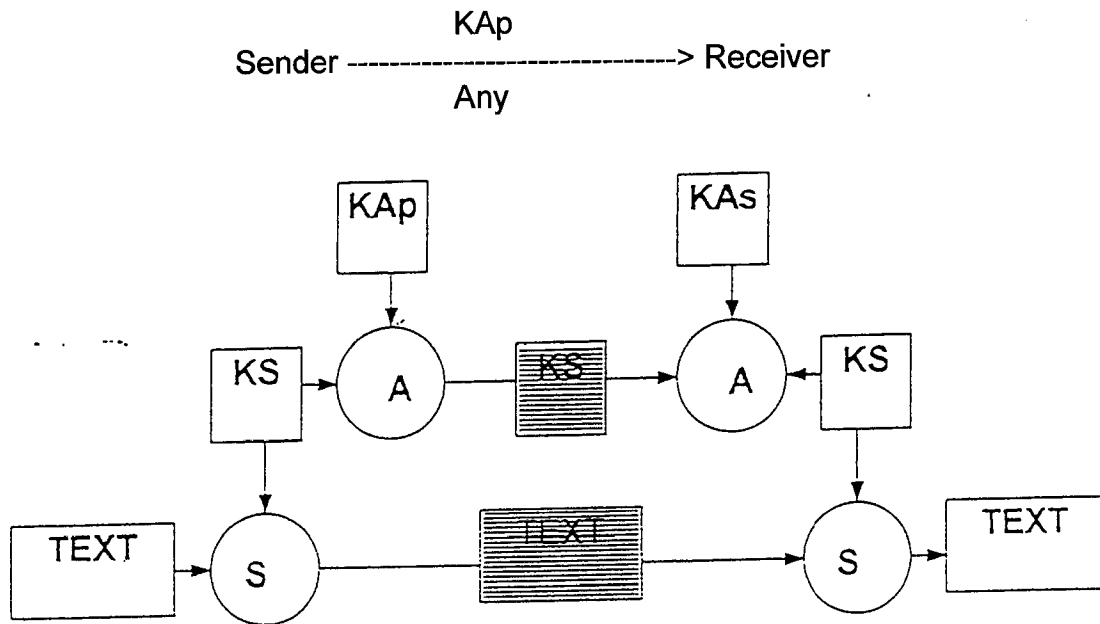 KAp
Sender ------------------------------> Receiver
Any
KAp
KAs
KS
A
KS
A
KS
TEXT
S
TEXT
S
TEXT